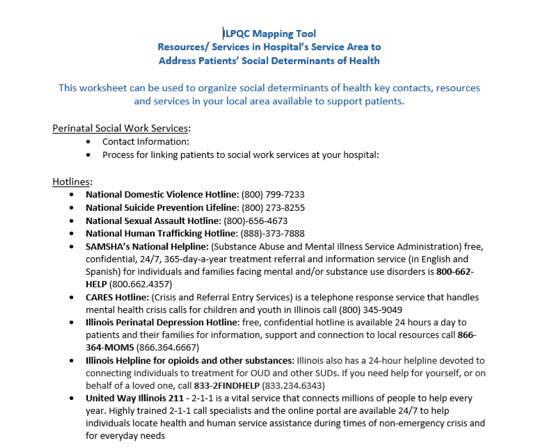 ILPQC Mapping Tool
Resources/ Services in Hospital's Service Area to
Address Patients' Social Determinants of Health
This worksheet can be used to organize social determinants of health key contacts, resources
and services in your local area available to support patients.
Perinatal Social Work Services:
• Contact Information:
• Process for linking patients to social work services at your hospital:
Hotlines:
• National Domestic Violence Hotline: (800) 799-7233
• National Suicide Prevention Lifeline: (800) 273-8255
• National Sexual Assault Hotline: (800)-656-4673
• National Human Trafficking Hotline: (888)-373-7888
• SAMSHA's National Helpline: (Substance Abuse and Mental Illness Service Administration) free,
confidential, 24/7, 365-day-a-year treatment referral and information service (in English and
Spanish) for individuals and families facing mental and/or substance use disorders is 800-662-
HELP (800.662.4357)
• CARES Hotline: (Crisis and Referral Entry Services) is a telephone response service that handles
mental health crisis calls for children and youth in Illinois call (800) 345-9049
• Illinois Perinatal Depression Hotline: free, confidential hotline is available 24 hours a day to
patients and their families for information, support and connection to local resources call 866-
364-MOMS (866.364.6667)
• Illinois Helpline for opioids and other substances: Illinois also has a 24-hour helpline devoted to
connecting individuals to treatment for OUD and other SUDs. If you need help for yourself, or on
behalf of a loved one, call 833-2FINDHELP (833.234.6343)
• United Way Illinois 211 - 2-1-1 is a vital service that connects millions of people to help every
year. Highly trained 2-1-1 call specialists and the online portal are available 24/7 to help
individuals locate health and human service assistance during times of non-emergency crisis and
for everyday needs